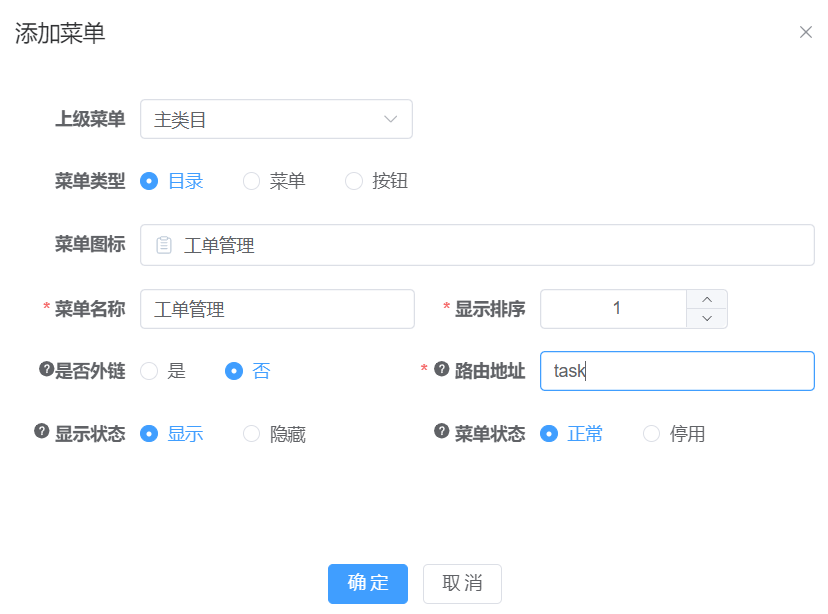 添加菜单
上级菜单 主类目
菜单类型 目录 菜单 按钮
菜单图标 工单管理
* 菜单名称 工单管理 * 显示排序 1
? 是否外链 是 否 * ? 路由地址 task
? 显示状态 显示 隐藏 ? 菜单状态 正常 停用
确定 取消